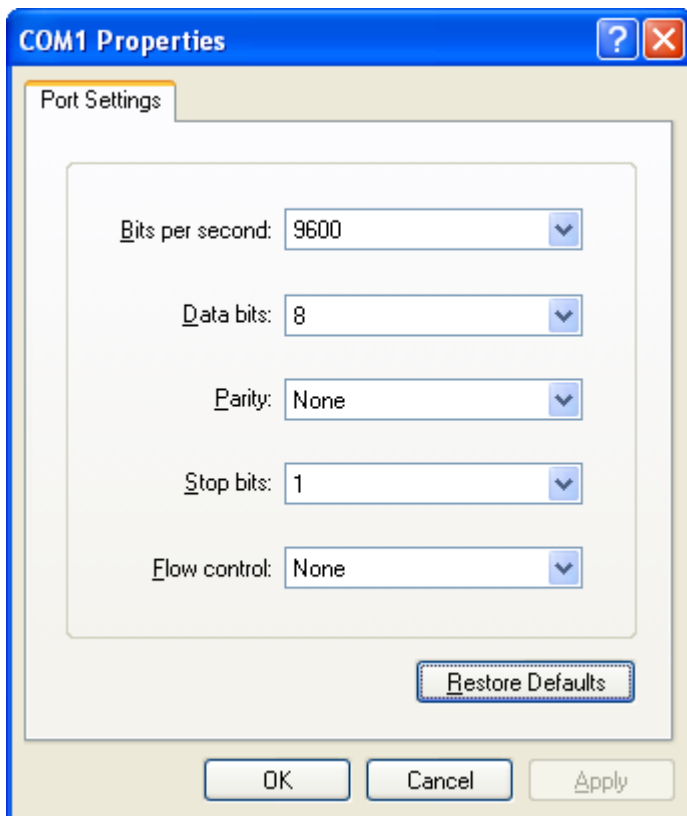 COM1 Properties
Port Settings
Bits per second: 9600
Data bits: 8
Parity: None
Stop bits: 1
Flow control: None
Restore Defaults
OK Cancel Apply